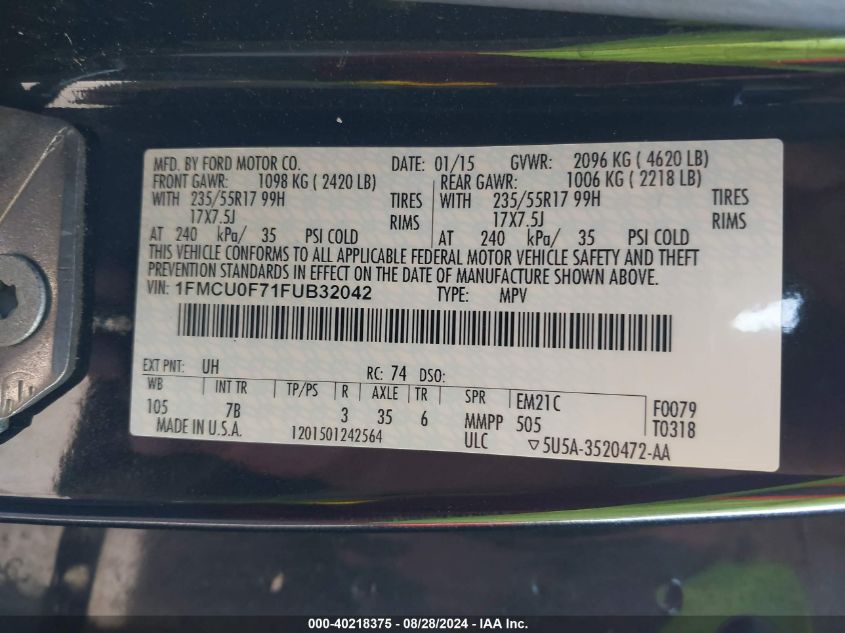 MFD. BY FORD MOTOR CO. DATE: 01/15 GVWR: 2096 KG ( 4620 LB)
FRONT GAWR: 1098 KG ( 2420 LB) REAR GAWR: 1006 KG ( 2218 LB)
WITH 235/55R17 99H TIRES WITH 235/55R17 99H TIRES
17X7.5J RIMS 17X7.5J RIMS
AT 240 kPa/ 35 PSI COLD AT 240 kPa/ 35 PSI COLD
THIS VEHICLE CONFORMS TO ALL APPLICABLE FEDERAL MOTOR VEHICLE SAFETY AND THEFT
PREVENTION STANDARDS IN EFFECT ON THE DATE OF MANUFACTURE SHOWN ABOVE.
VIN: 1FMCU0F71FUB32042 TYPE: MPV
EXT PNT: UH RC: 74 DSO:
WB INT TR TP/PS R AXLE TR SPR EM21C F0079
105 7B 3 35 6 MMPP 505 T0318
MADE IN U.S.A. 1201501242564 ULC ▽5U5A-3520472-AA
000-40218375 - 08/28/2024 - IAA Inc.